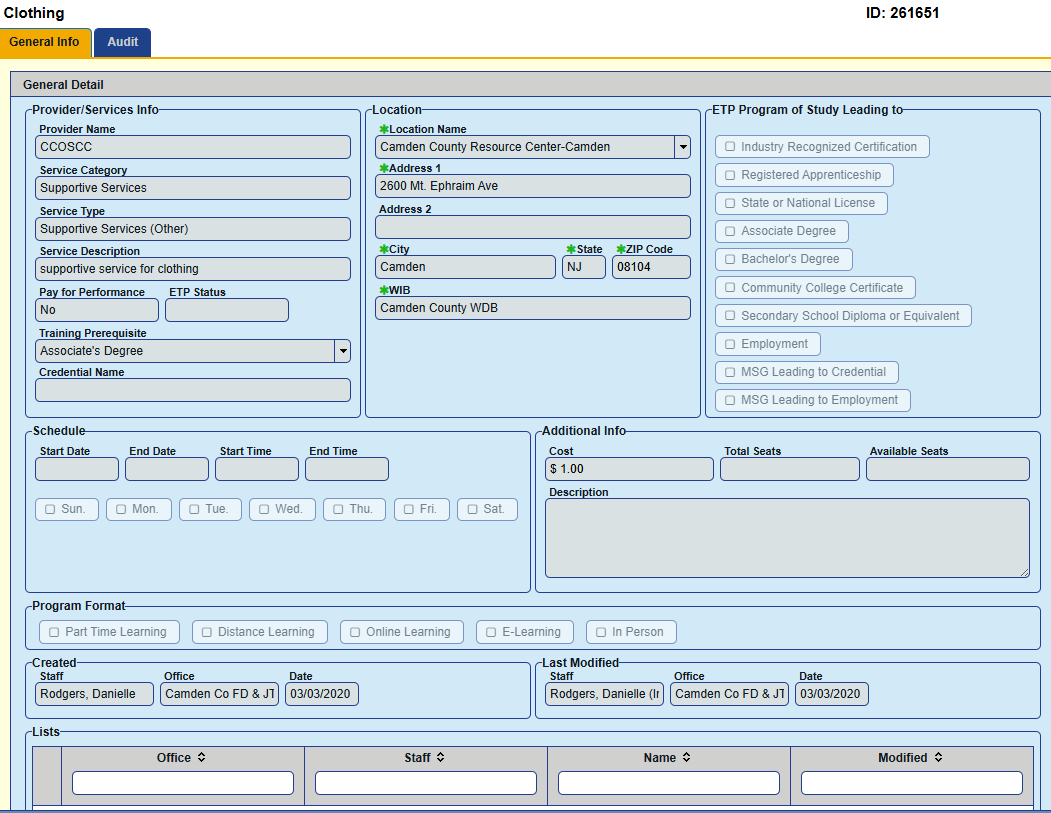 Clothing
ID: 261651
General Info
Audit
General Detail
Provider/Services Info
Provider Name
CCOSCC
Service Category
Supportive Services
Service Type
Supportive Services (Other)
Service Description
supportive service for clothing
Pay for Performance
ETP Status
No
Training Prerequisite
Associate's Degree
Credential Name
Location
✱Location Name
Camden County Resource Center-Camden
✱Address 1
2600 Mt. Ephraim Ave
Address 2
✱City
✱State
✱ZIP Code
Camden
NJ
08104
✱WIB
Camden County WDB
ETP Program of Study Leading to
Industry Recognized Certification
Registered Apprenticeship
State or National License
Associate Degree
Bachelor's Degree
Community College Certificate
Secondary School Diploma or Equivalent
Employment
MSG Leading to Credential
MSG Leading to Employment
Schedule
Start Date
End Date
Start Time
End Time
Sun.
Mon.
Tue.
Wed.
Thu.
Fri.
Sat.
Additional Info
Cost
Total Seats
Available Seats
$ 1.00
Description
Program Format
Part Time Learning
Distance Learning
Online Learning
E-Learning
In Person
Created
Staff
Office
Date
Rodgers, Danielle
Camden Co FD & JT
03/03/2020
Last Modified
Staff
Office
Date
Rodgers, Danielle (Ir
Camden Co FD & JT
03/03/2020
Lists
Office
Staff
Name
Modified